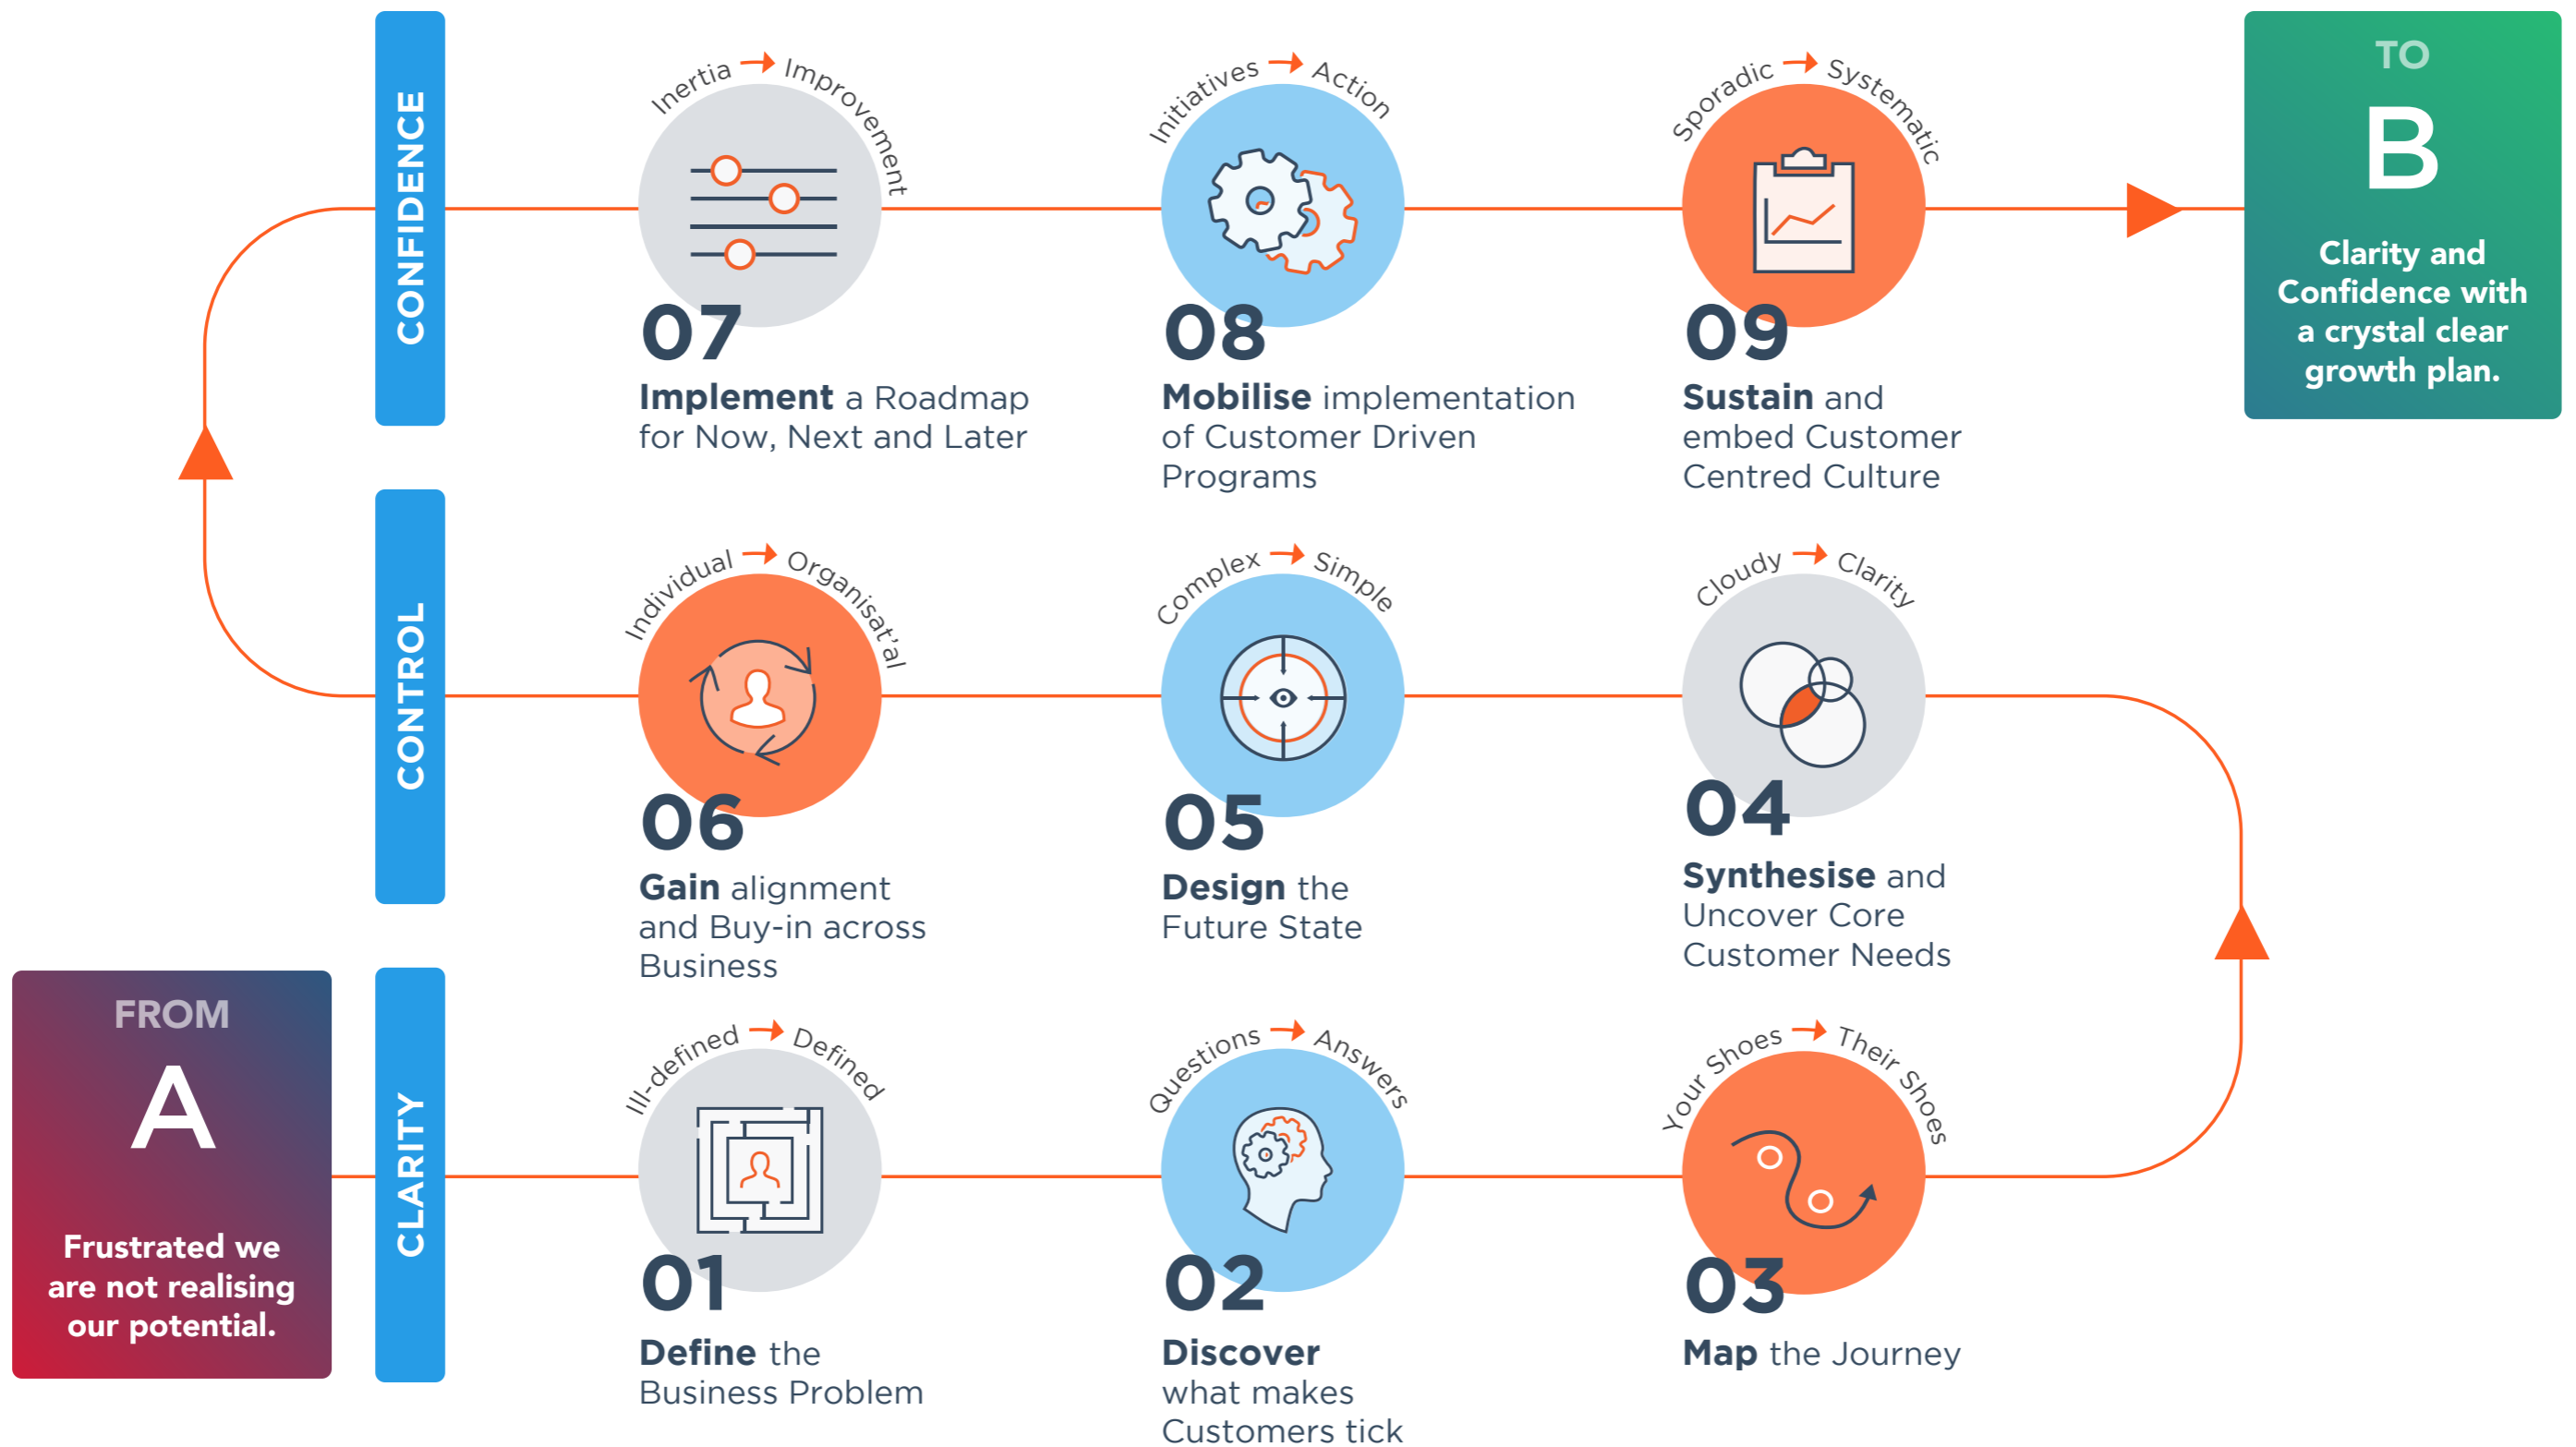 CONFIDENCE
Inertia → Improvement
07
Implement a Roadmap
for Now, Next and Later
Initiatives → Action
08
Mobilise implementation
of Customer Driven
Programs
Sporadic → Systematic
09
Sustain and
embed Customer
Centred Culture
TO
B
Clarity and
Confidence with
a crystal clear
growth plan.
CONTROL
Individual → Organisat'al
06
Gain alignment
and Buy-in across
Business
Complex → Simple
05
Design the
Future State
Cloudy → Clarity
04
Synthesise and
Uncover Core
Customer Needs
FROM
A
Frustrated we
are not realising
our potential.
CLARITY
Ill-defined → Defined
01
Define the
Business Problem
Questions → Answers
02
Discover
what makes
Customers tick
Your Shoes → Their Shoes
03
Map the Journey